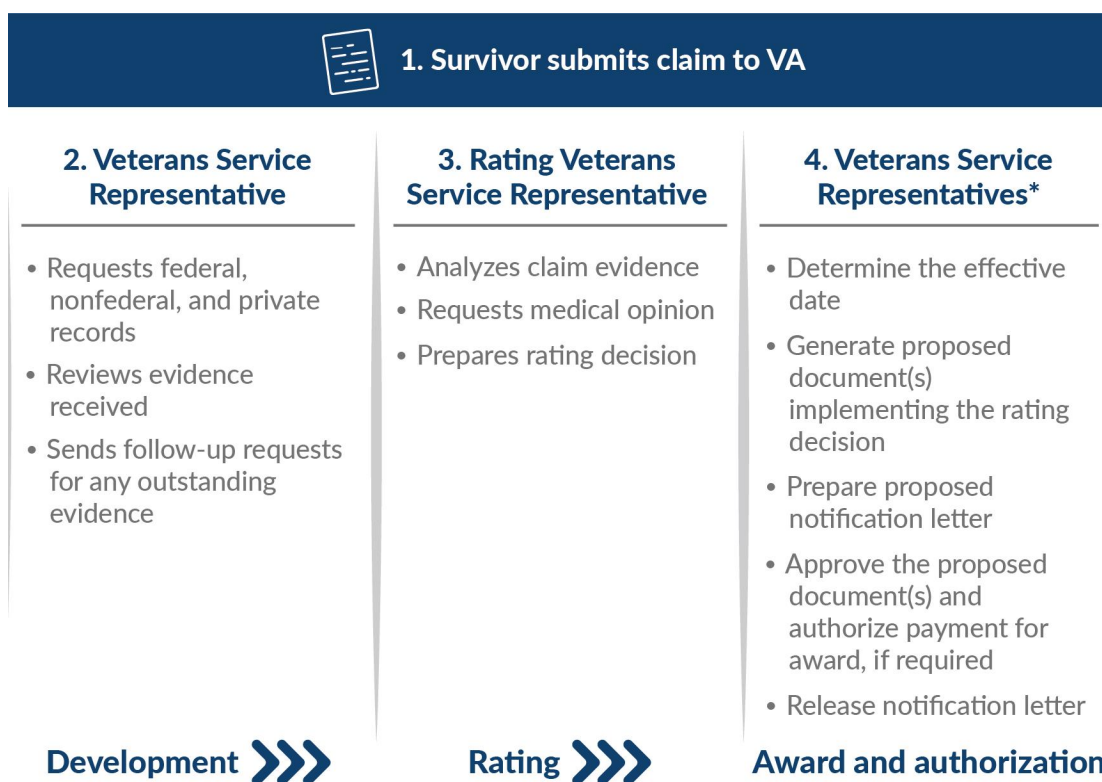 1. Survivor submits claim to VA
2. Veterans Service
Representative
• Requests federal,
nonfederal, and private
records
• Reviews evidence
received
• Sends follow-up requests
for any outstanding
evidence
Development
3. Rating Veterans
Service Representative
• Analyzes claim evidence
• Requests medical opinion
• Prepares rating decision
Rating
4. Veterans Service
Representatives*
• Determine the effective
date
• Generate proposed
document(s)
implementing the rating
decision
• Prepare proposed
notification letter
• Approve the proposed
document(s) and
authorize payment for
award, if required
• Release notification letter
Award and authorization